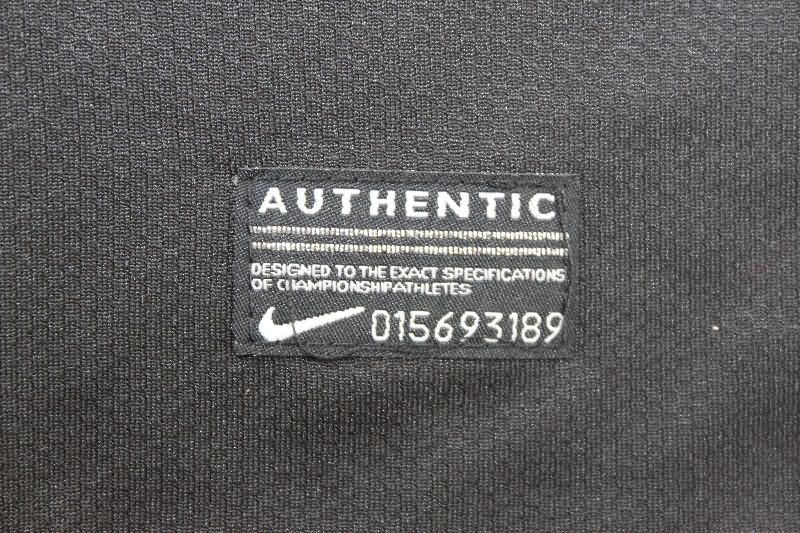 AUTHENTIC
DESIGNED TO THE EXACT SPECIFICATIONS
OF CHAMPIONSHIPATHLETES
015693189